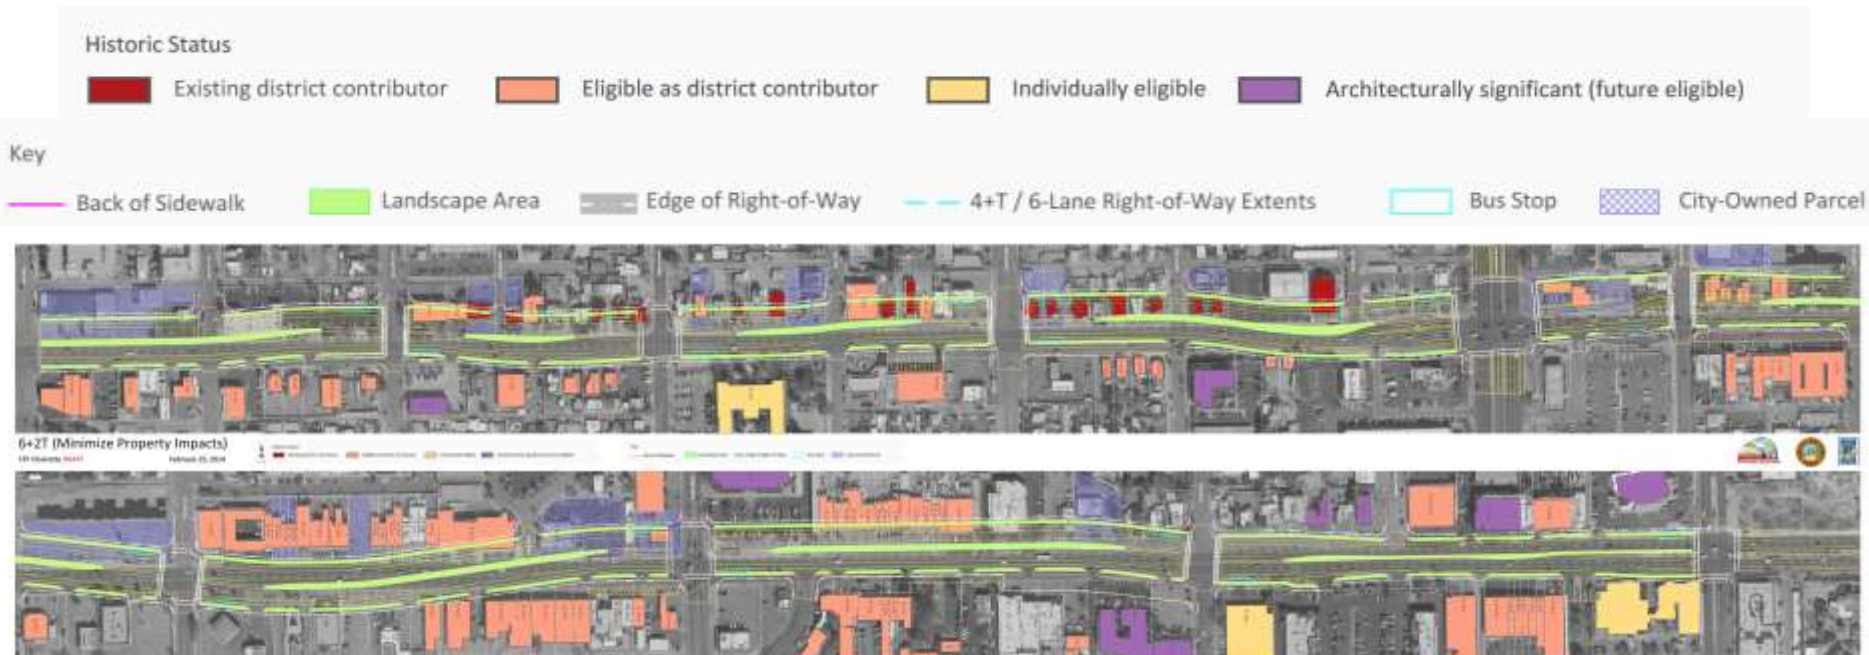 Historic Status
Existing district contributor
Eligible as district contributor
Individually eligible
Architecturally significant (future eligible)
Key
Back of Sidewalk
Landscape Area
Edge of Right-of-Way
4+T / 6-Lane Right-of-Way Extents
Bus Stop
City-Owned Parcel
6+2T (Minimize Property Impacts)